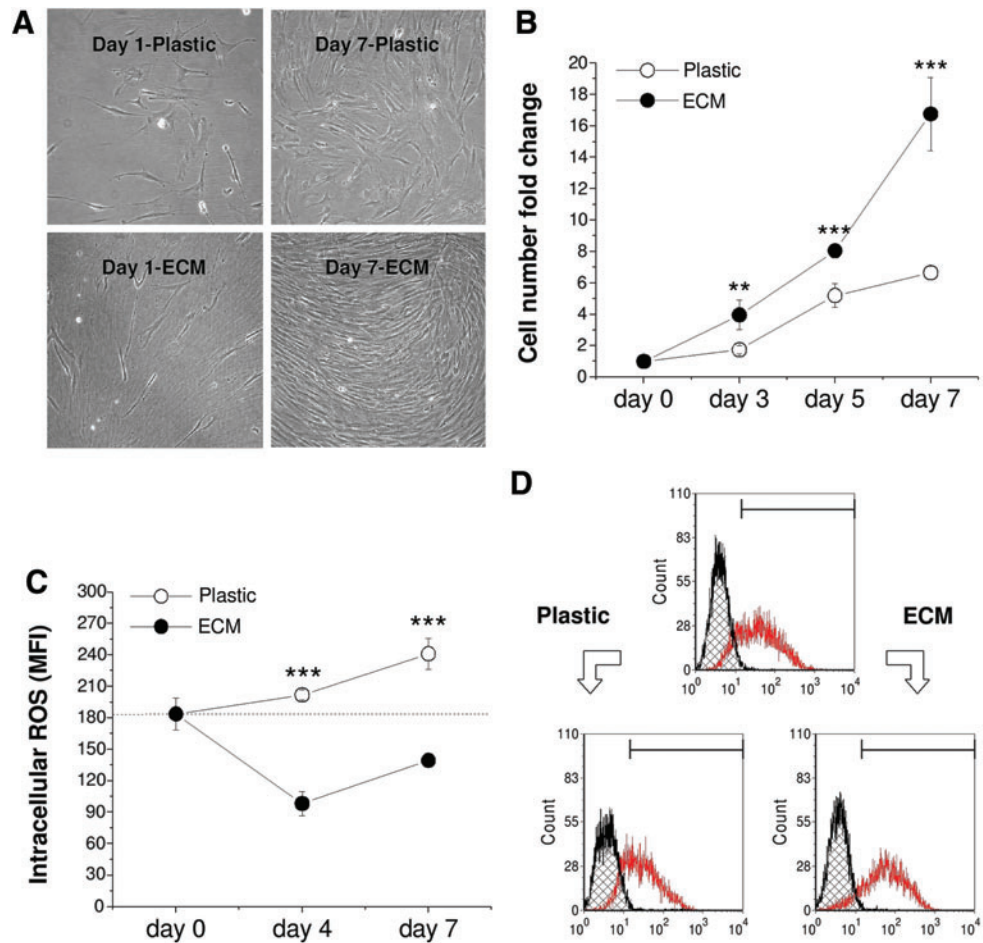 A
Day 1-Plastic
Day 7-Plastic
Day 1-ECM
Day 7-ECM
B
Cell number fold change
20
18
16
14
12
10
8
6
4
2
0
Plastic
ECM
**
***
***
day 0 day 3 day 5 day 7
C
Intracellular ROS (MFI)
300
270
240
210
180
150
120
90
60
30
0
Plastic
ECM
***
***
day 0 day 4 day 7
D
Count
110
83
55
28
0
10⁰ 10¹ 10² 10³ 10⁴
Plastic
ECM
Count
110
83
55
28
0
10⁰ 10¹ 10² 10³ 10⁴
Count
110
83
55
28
0
10⁰ 10¹ 10² 10³ 10⁴